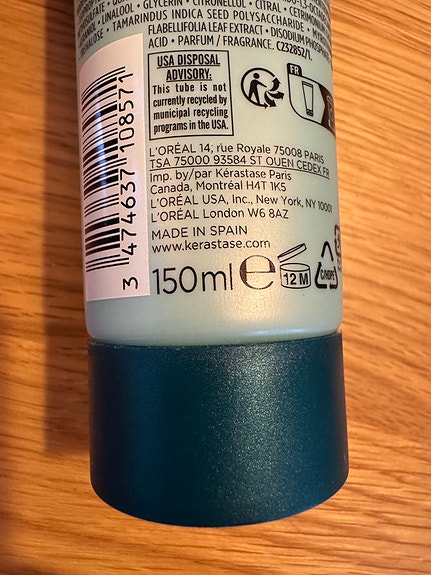 • LINALOOL • GLYCERIN • CITRONELLOL • CITRAL •
• TAMARINDUS INDICA SEED POLYSACCHARIDE •
FLABELLIFOLIA LEAF EXTRACT • DISODIUM
ACID • PARFUM / FRAGRANCE. C232852/1.
USA DISPOSAL
ADVISORY:
This tube is not
currently recycled by
municipal recycling
programs in the USA.
FR
L'ORÉAL 14, rue Royale 75008 PARIS
TSA 75000 93584 ST OUEN CEDEX FR
Imp. by/par Kérastase Paris
Canada, Montréal H4T 1K5
L'ORÉAL USA, Inc., New York, NY 10001
L'ORÉAL London W6 8AZ
MADE IN SPAIN
www.kerastase.com
150ml e 12 M C/HDPE
3 474637 108571